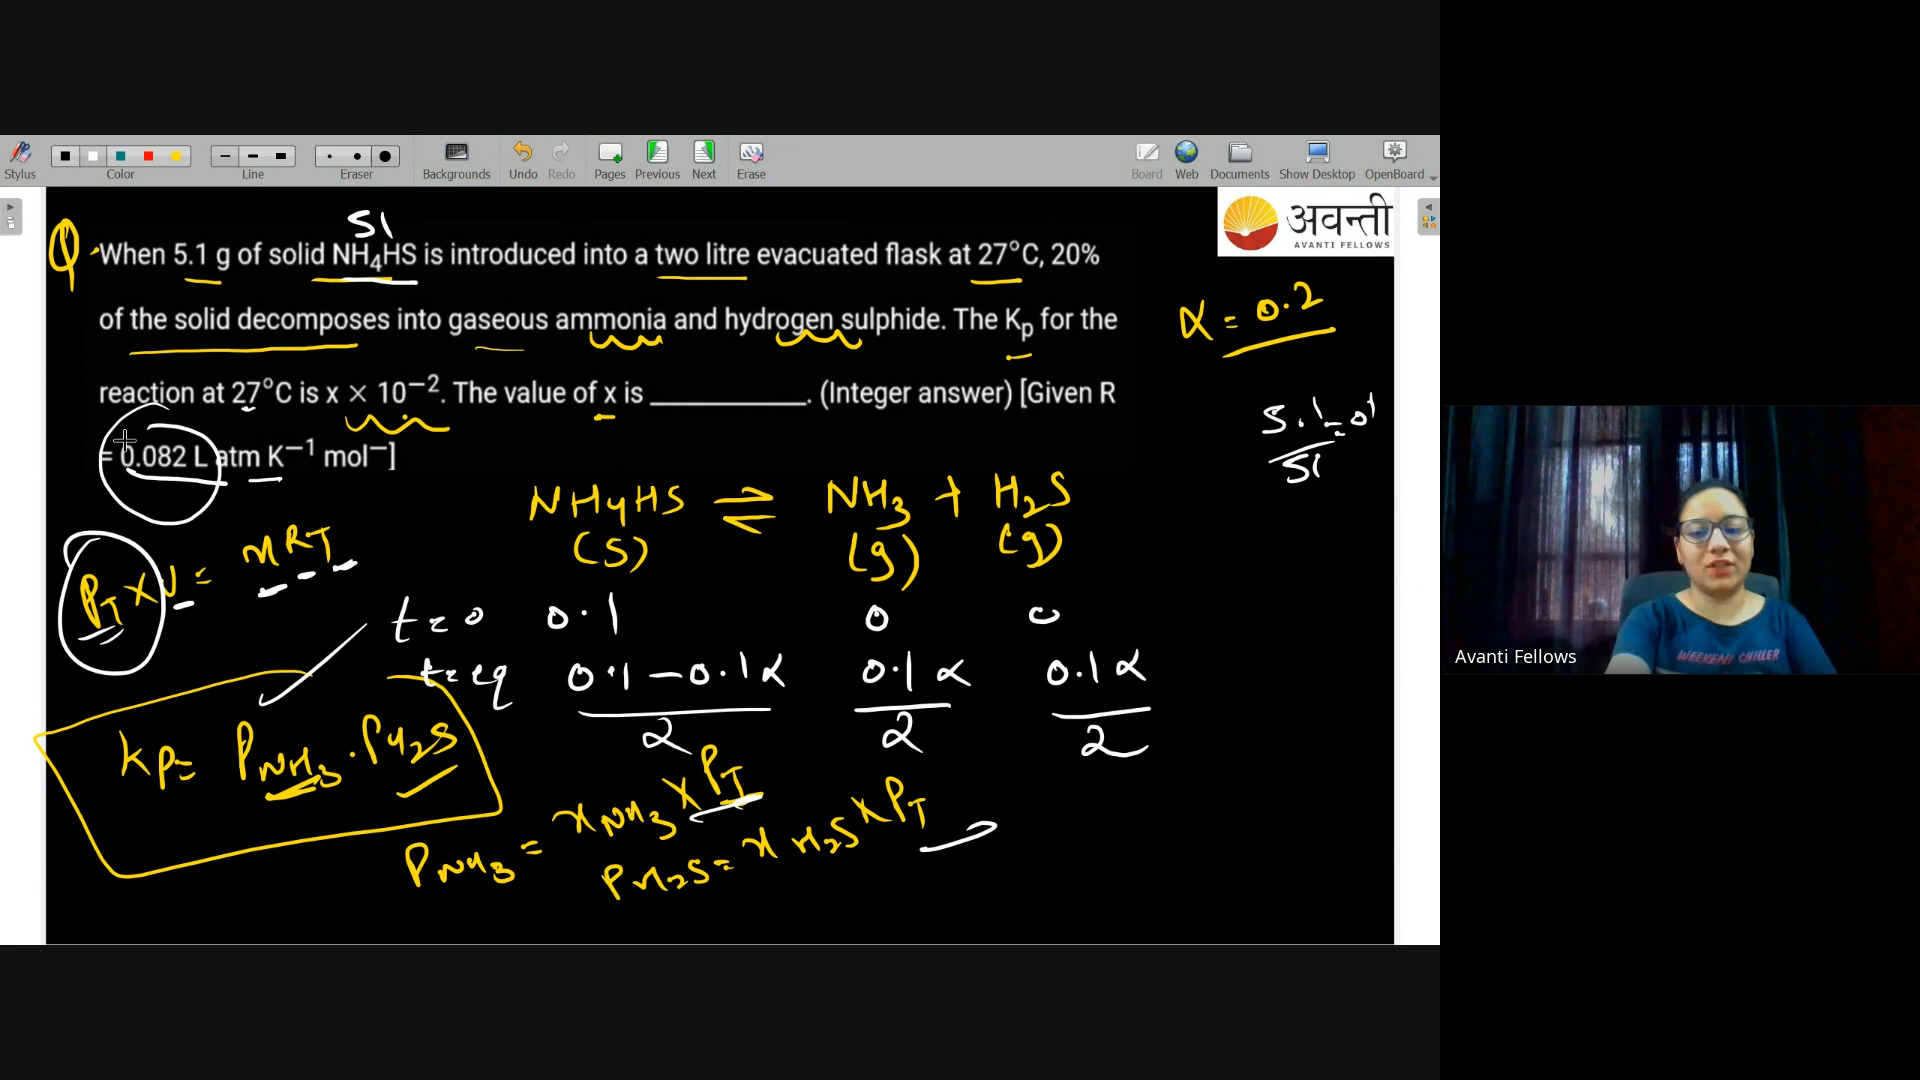 Stylus
Color
Line
Eraser
Backgrounds
Undo
Redo
Pages
Previous
Next
Erase
Board
Web
Documents
Show Desktop
OpenBoard
अवन्ती
AVANTI FELLOWS
51
Q. When 5.1 g of solid NH₄HS is introduced into a two litre evacuated flask at 27°C, 20%
of the solid decomposes into gaseous ammonia and hydrogen sulphide. The Kp for the
reaction at 27°C is x × 10⁻². The value of x is ____________. (Integer answer) [Given R
= 0.082 L atm K⁻¹ mol⁻]
α = 0.2
5.1 = 0.1
51
NH4HS ⇌ NH3 + H2S
(S) (g) (g)
PT × V = nRT
t=0 0.1 0 0
t=eq 0.1 – 0.1α 0.1α 0.1α
2 2 2
Kp= PNH3 . PH2S
PNH3 = xNH3 × PT
PH2S = x H2S × PT
Avanti Fellows
WEEKEND CHILLER